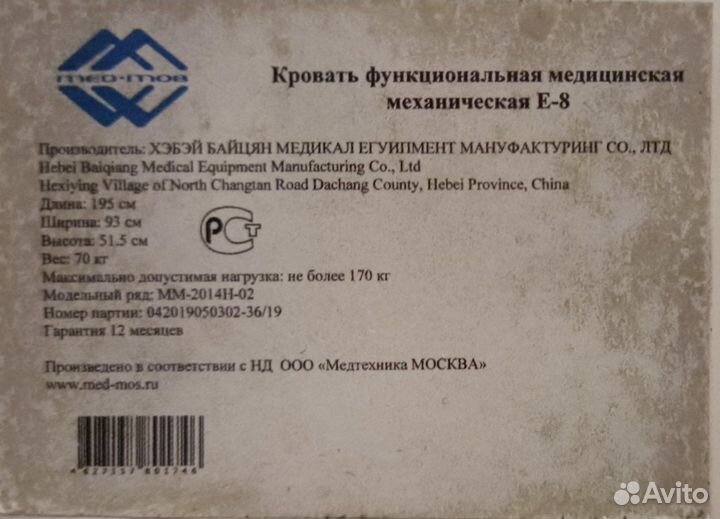 MED-MOS
Кровать функциональная медицинская
механическая Е-8
Производитель: ХЭБЭЙ БАЙЦЯН МЕДИКАЛ ЕГУИПМЕНТ МАНУФАКТУРИНГ СО., ЛТД
Hebei Baiqiang Medical Equipment Manufacturing Co., Ltd
Hexiying Village of North Changtan Road Dachang County, Hebei Province, China
Длина: 195 см
Ширина: 93 см
Высота: 51.5 см
Вес: 70 кг
РСТ
Максимально допустимая нагрузка: не более 170 кг
Модельный ряд: ММ-2014Н-02
Номер партии: 042019050302-36/19
Гарантия 12 месяцев
Произведено в соответствии с НД ООО «Медтехника МОСКВА»
www.med-mos.ru
4627157801746
Avito